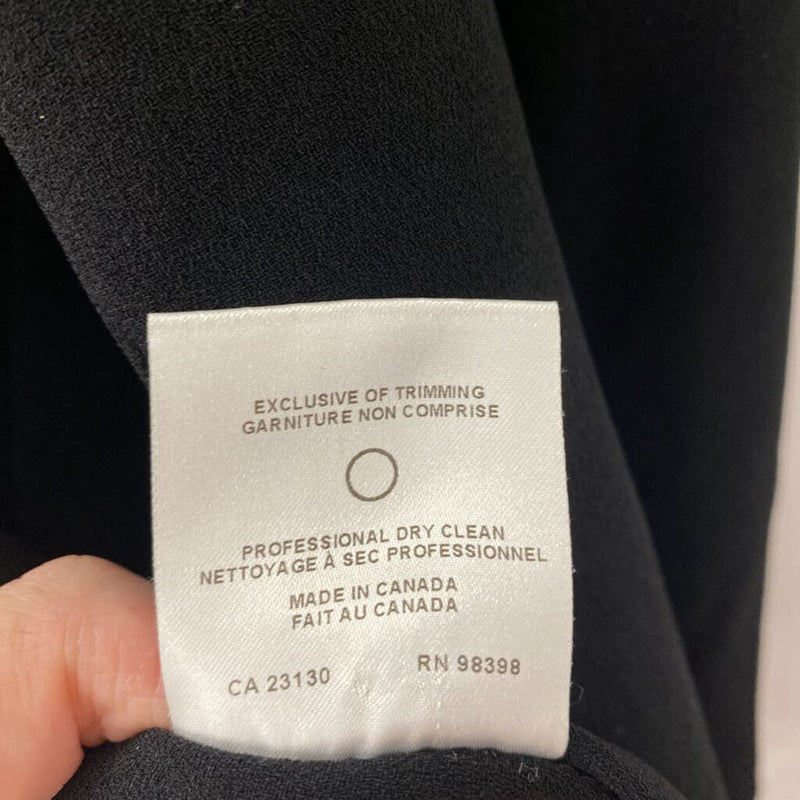 EXCLUSIVE OF TRIMMING
GARNITURE NON COMPRISE
PROFESSIONAL DRY CLEAN
NETTOYAGE À SEC PROFESSIONNEL
MADE IN CANADA
FAIT AU CANADA
CA 23130 RN 98398